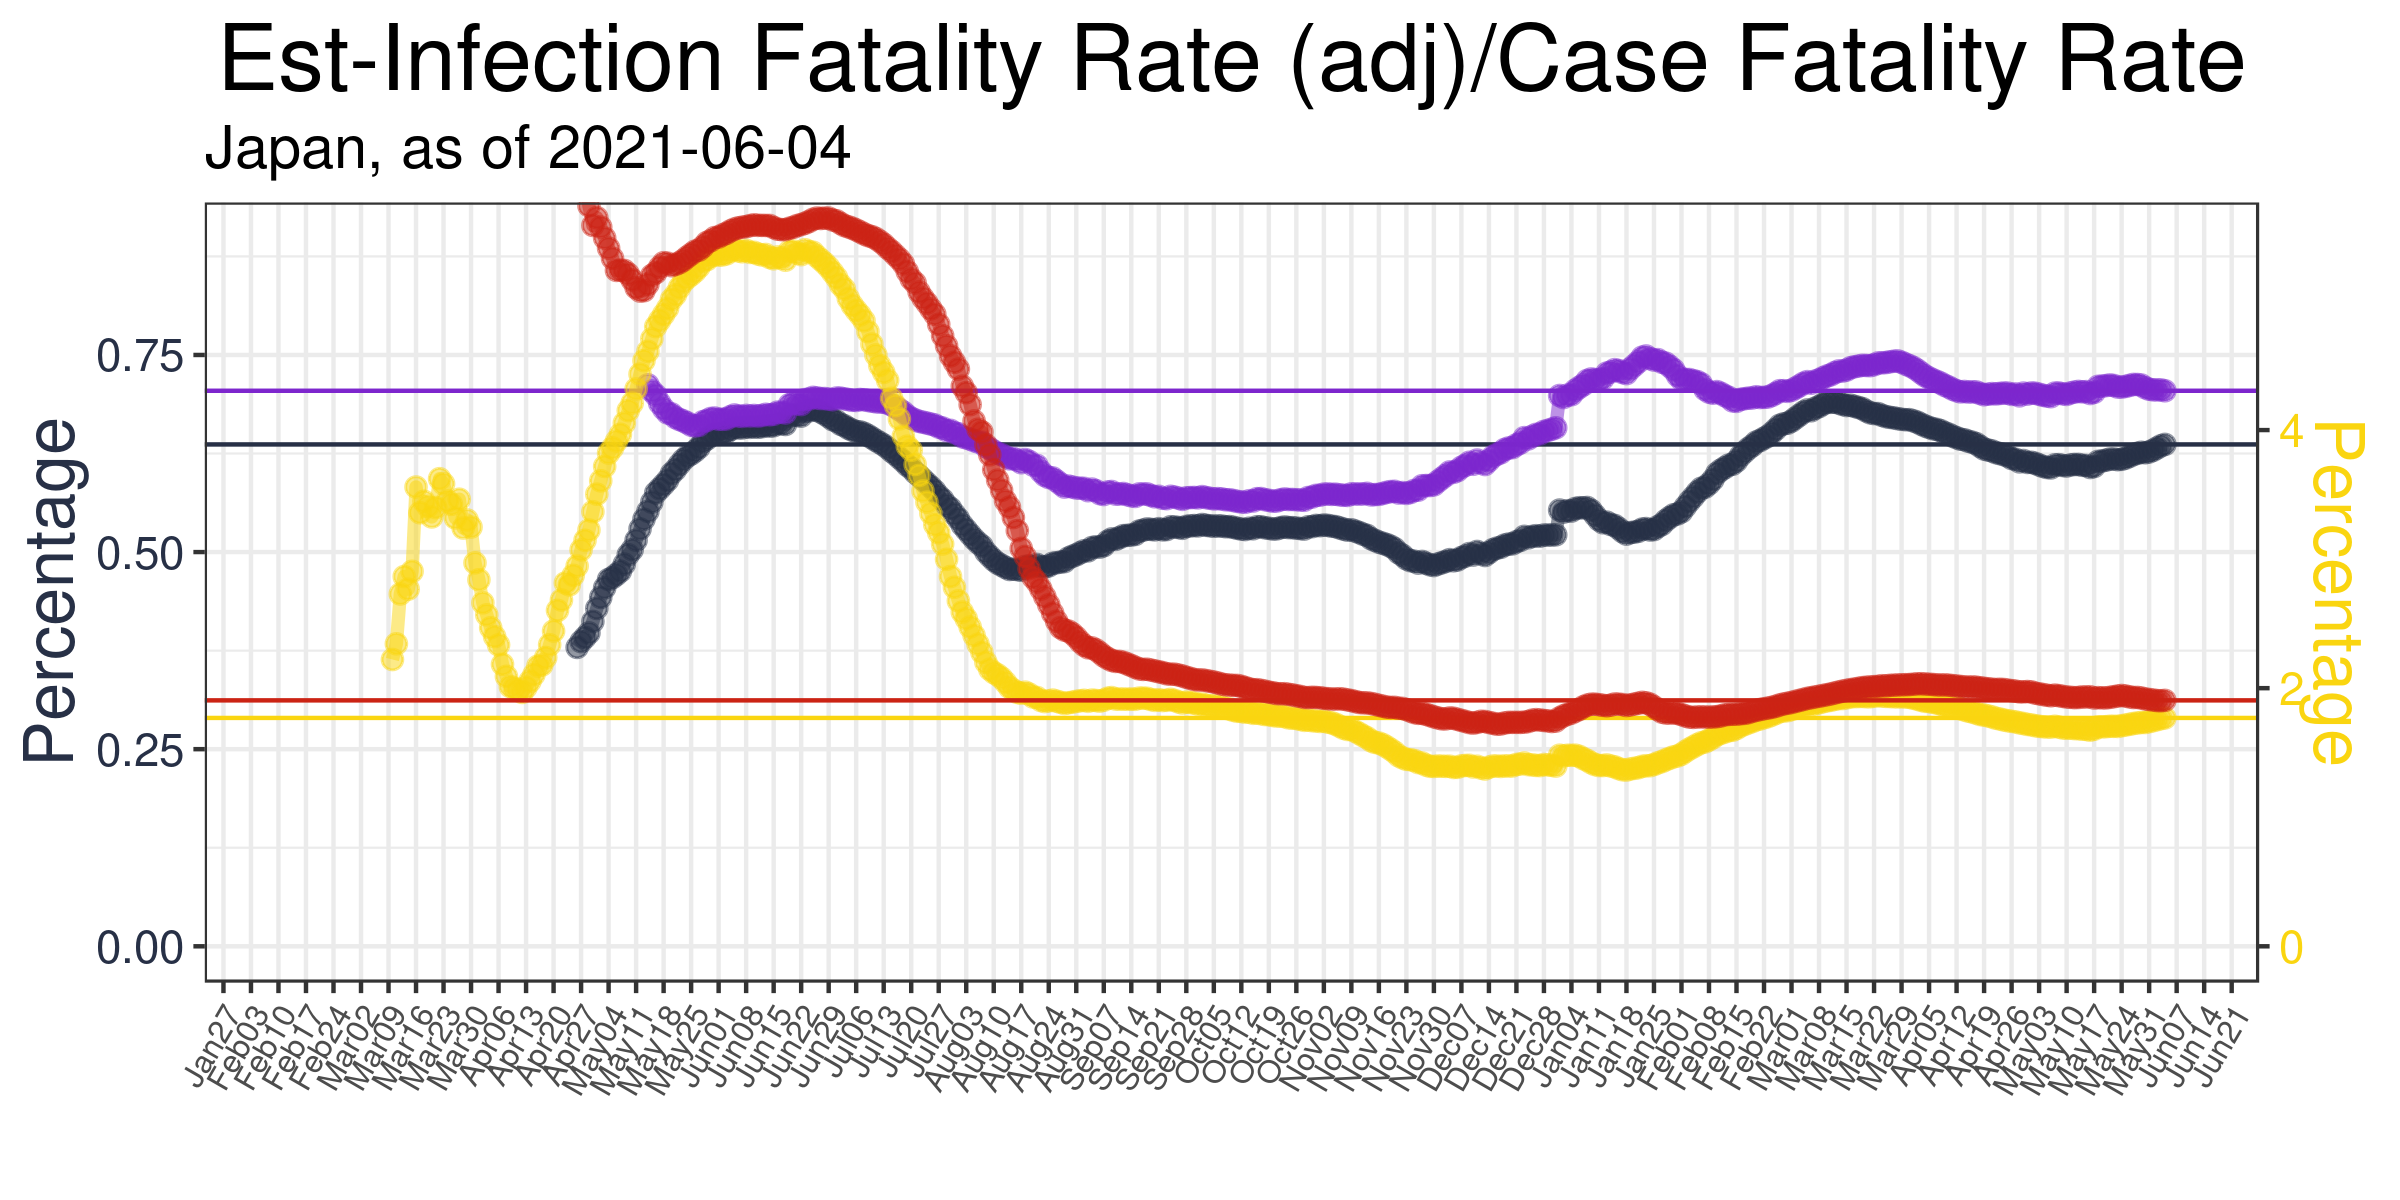 Est-Infection Fatality Rate (adj)/Case Fatality Rate
Japan, as of 2021-06-04
Percentage
0.75
0.50
0.25
0.00
4
2
0
Percentage
Jan27
Feb03
Feb10
Feb17
Feb24
Mar02
Mar09
Mar16
Mar23
Mar30
Apr06
Apr13
Apr20
Apr27
May04
May11
May18
May25
Jun01
Jun08
Jun15
Jun22
Jun29
Jul06
Jul13
Jul20
Jul27
Aug03
Aug10
Aug17
Aug24
Aug31
Sep07
Sep14
Sep21
Sep28
Oct05
Oct12
Oct19
Oct26
Nov02
Nov09
Nov16
Nov23
Nov30
Dec07
Dec14
Dec21
Dec28
Jan04
Jan11
Jan18
Jan25
Feb01
Feb08
Feb15
Feb22
Mar01
Mar08
Mar15
Mar22
Mar29
Apr05
Apr12
Apr19
Apr26
May03
May10
May17
May24
May31
Jun07
Jun14
Jun21